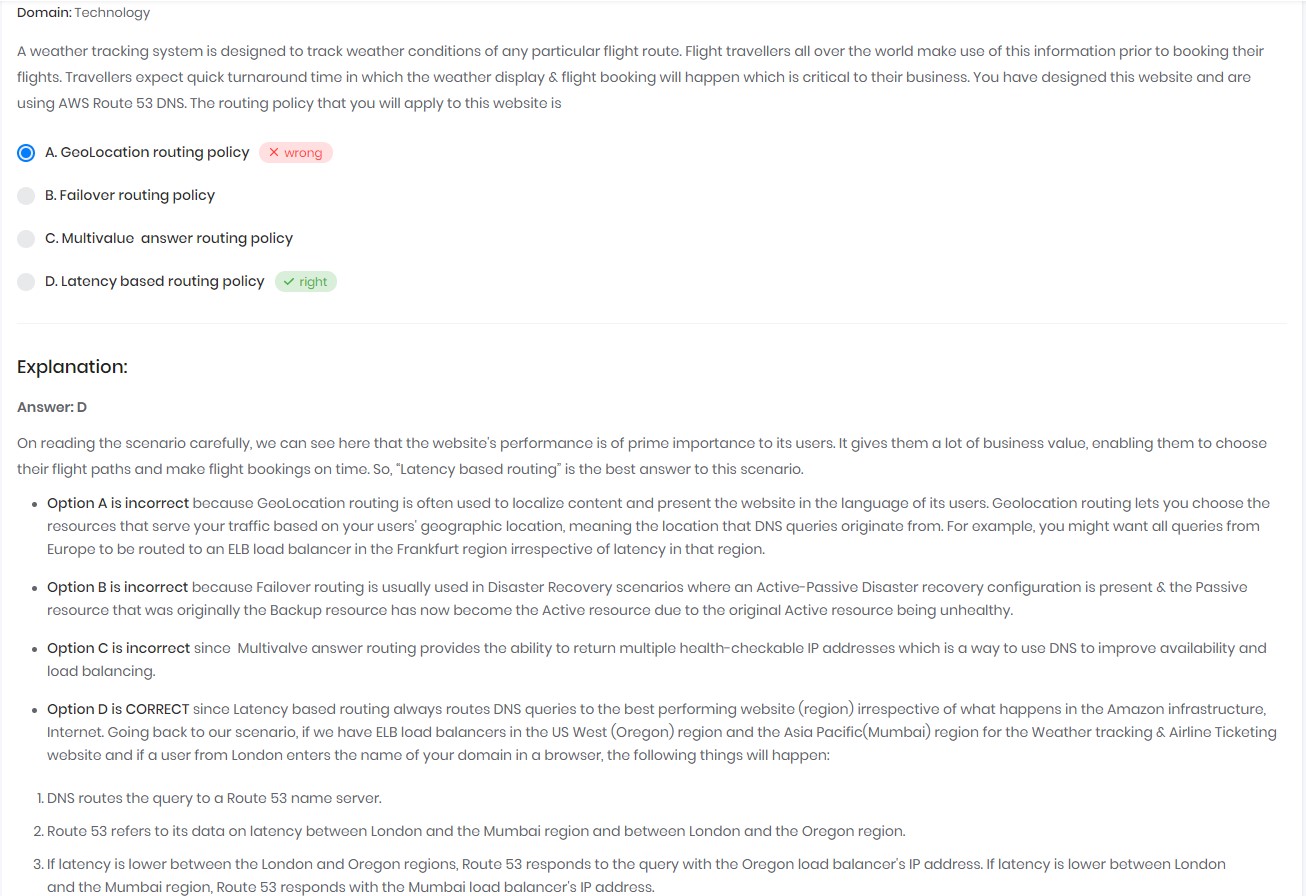 Domain: Technology
A weather tracking system is designed to track weather conditions of any particular flight route. Flight travellers all over the world make use of this information prior to booking their
flights. Travellers expect quick turnaround time in which the weather display & flight booking will happen which is critical to their business. You have designed this website and are
using AWS Route 53 DNS. The routing policy that you will apply to this website is
A. GeoLocation routing policy ✕ wrong
B. Failover routing policy
C. Multivalue  answer routing policy
D. Latency based routing policy ✓ right
Explanation:
Answer: D
On reading the scenario carefully, we can see here that the website's performance is of prime importance to its users. It gives them a lot of business value, enabling them to choose
their flight paths and make flight bookings on time. So, “Latency based routing” is the best answer to this scenario.
• Option A is incorrect because GeoLocation routing is often used to localize content and present the website in the language of its users. Geolocation routing lets you choose the
resources that serve your traffic based on your users' geographic location, meaning the location that DNS queries originate from. For example, you might want all queries from
Europe to be routed to an ELB load balancer in the Frankfurt region irrespective of latency in that region.
• Option B is incorrect because Failover routing is usually used in Disaster Recovery scenarios where an Active-Passive Disaster recovery configuration is present & the Passive
resource that was originally the Backup resource has now become the Active resource due to the original Active resource being unhealthy.
• Option C is incorrect since  Multivalve answer routing provides the ability to return multiple health-checkable IP addresses which is a way to use DNS to improve availability and
load balancing.
• Option D is CORRECT since Latency based routing always routes DNS queries to the best performing website (region) irrespective of what happens in the Amazon infrastructure,
Internet. Going back to our scenario, if we have ELB load balancers in the US West (Oregon) region and the Asia Pacific(Mumbai) region for the Weather tracking & Airline Ticketing
website and if a user from London enters the name of your domain in a browser, the following things will happen:
1. DNS routes the query to a Route 53 name server.
2. Route 53 refers to its data on latency between London and the Mumbai region and between London and the Oregon region.
3. If latency is lower between the London and Oregon regions, Route 53 responds to the query with the Oregon load balancer's IP address. If latency is lower between London
and the Mumbai region, Route 53 responds with the Mumbai load balancer's IP address.